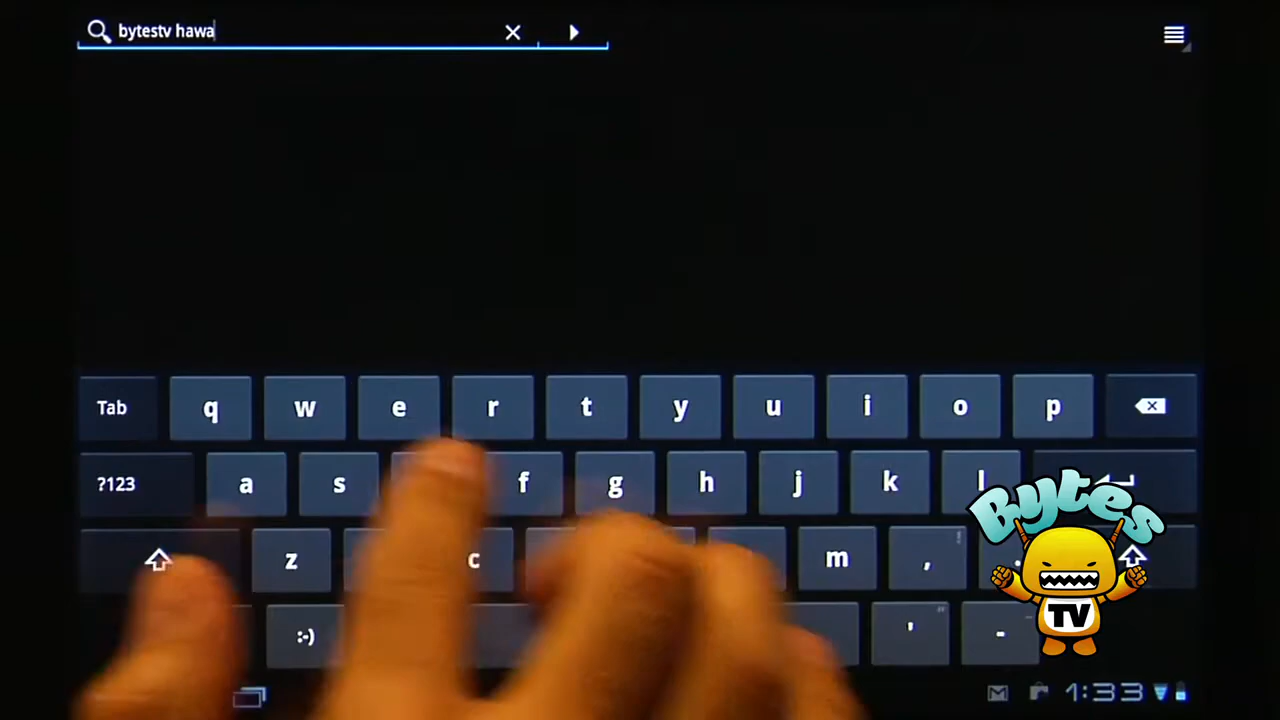 bytestv hawa
Tab q w e r t y u i o p
?123 a s f g h j k l
z c m , .
:-) ' -
Bytes
TV
1:33